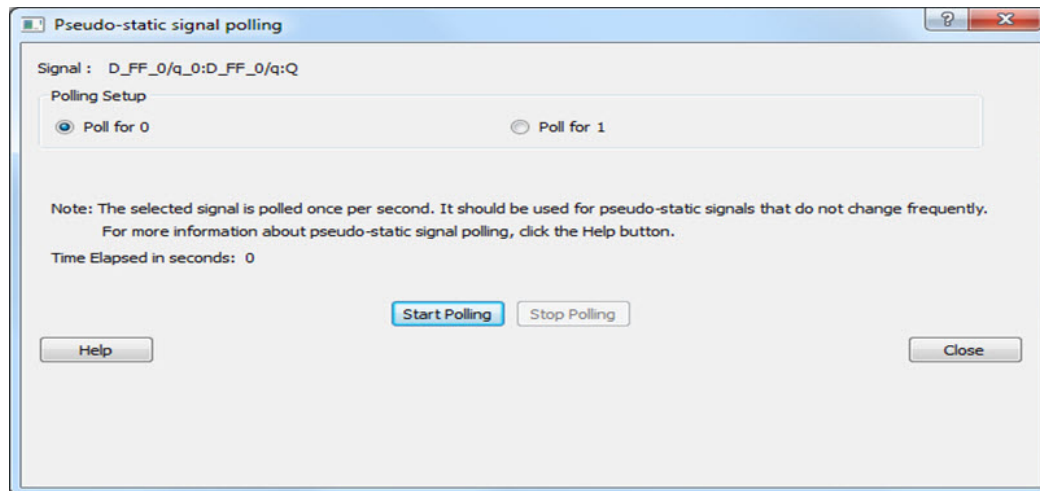 Pseudo-static signal polling
Signal : D_FF_0/q_0:D_FF_0/q:Q
Polling Setup
Poll for 0 Poll for 1
Note: The selected signal is polled once per second. It should be used for pseudo-static signals that do not change frequently.
For more information about pseudo-static signal polling, click the Help button.
Time Elapsed in seconds: 0
Start Polling Stop Polling
Help Close